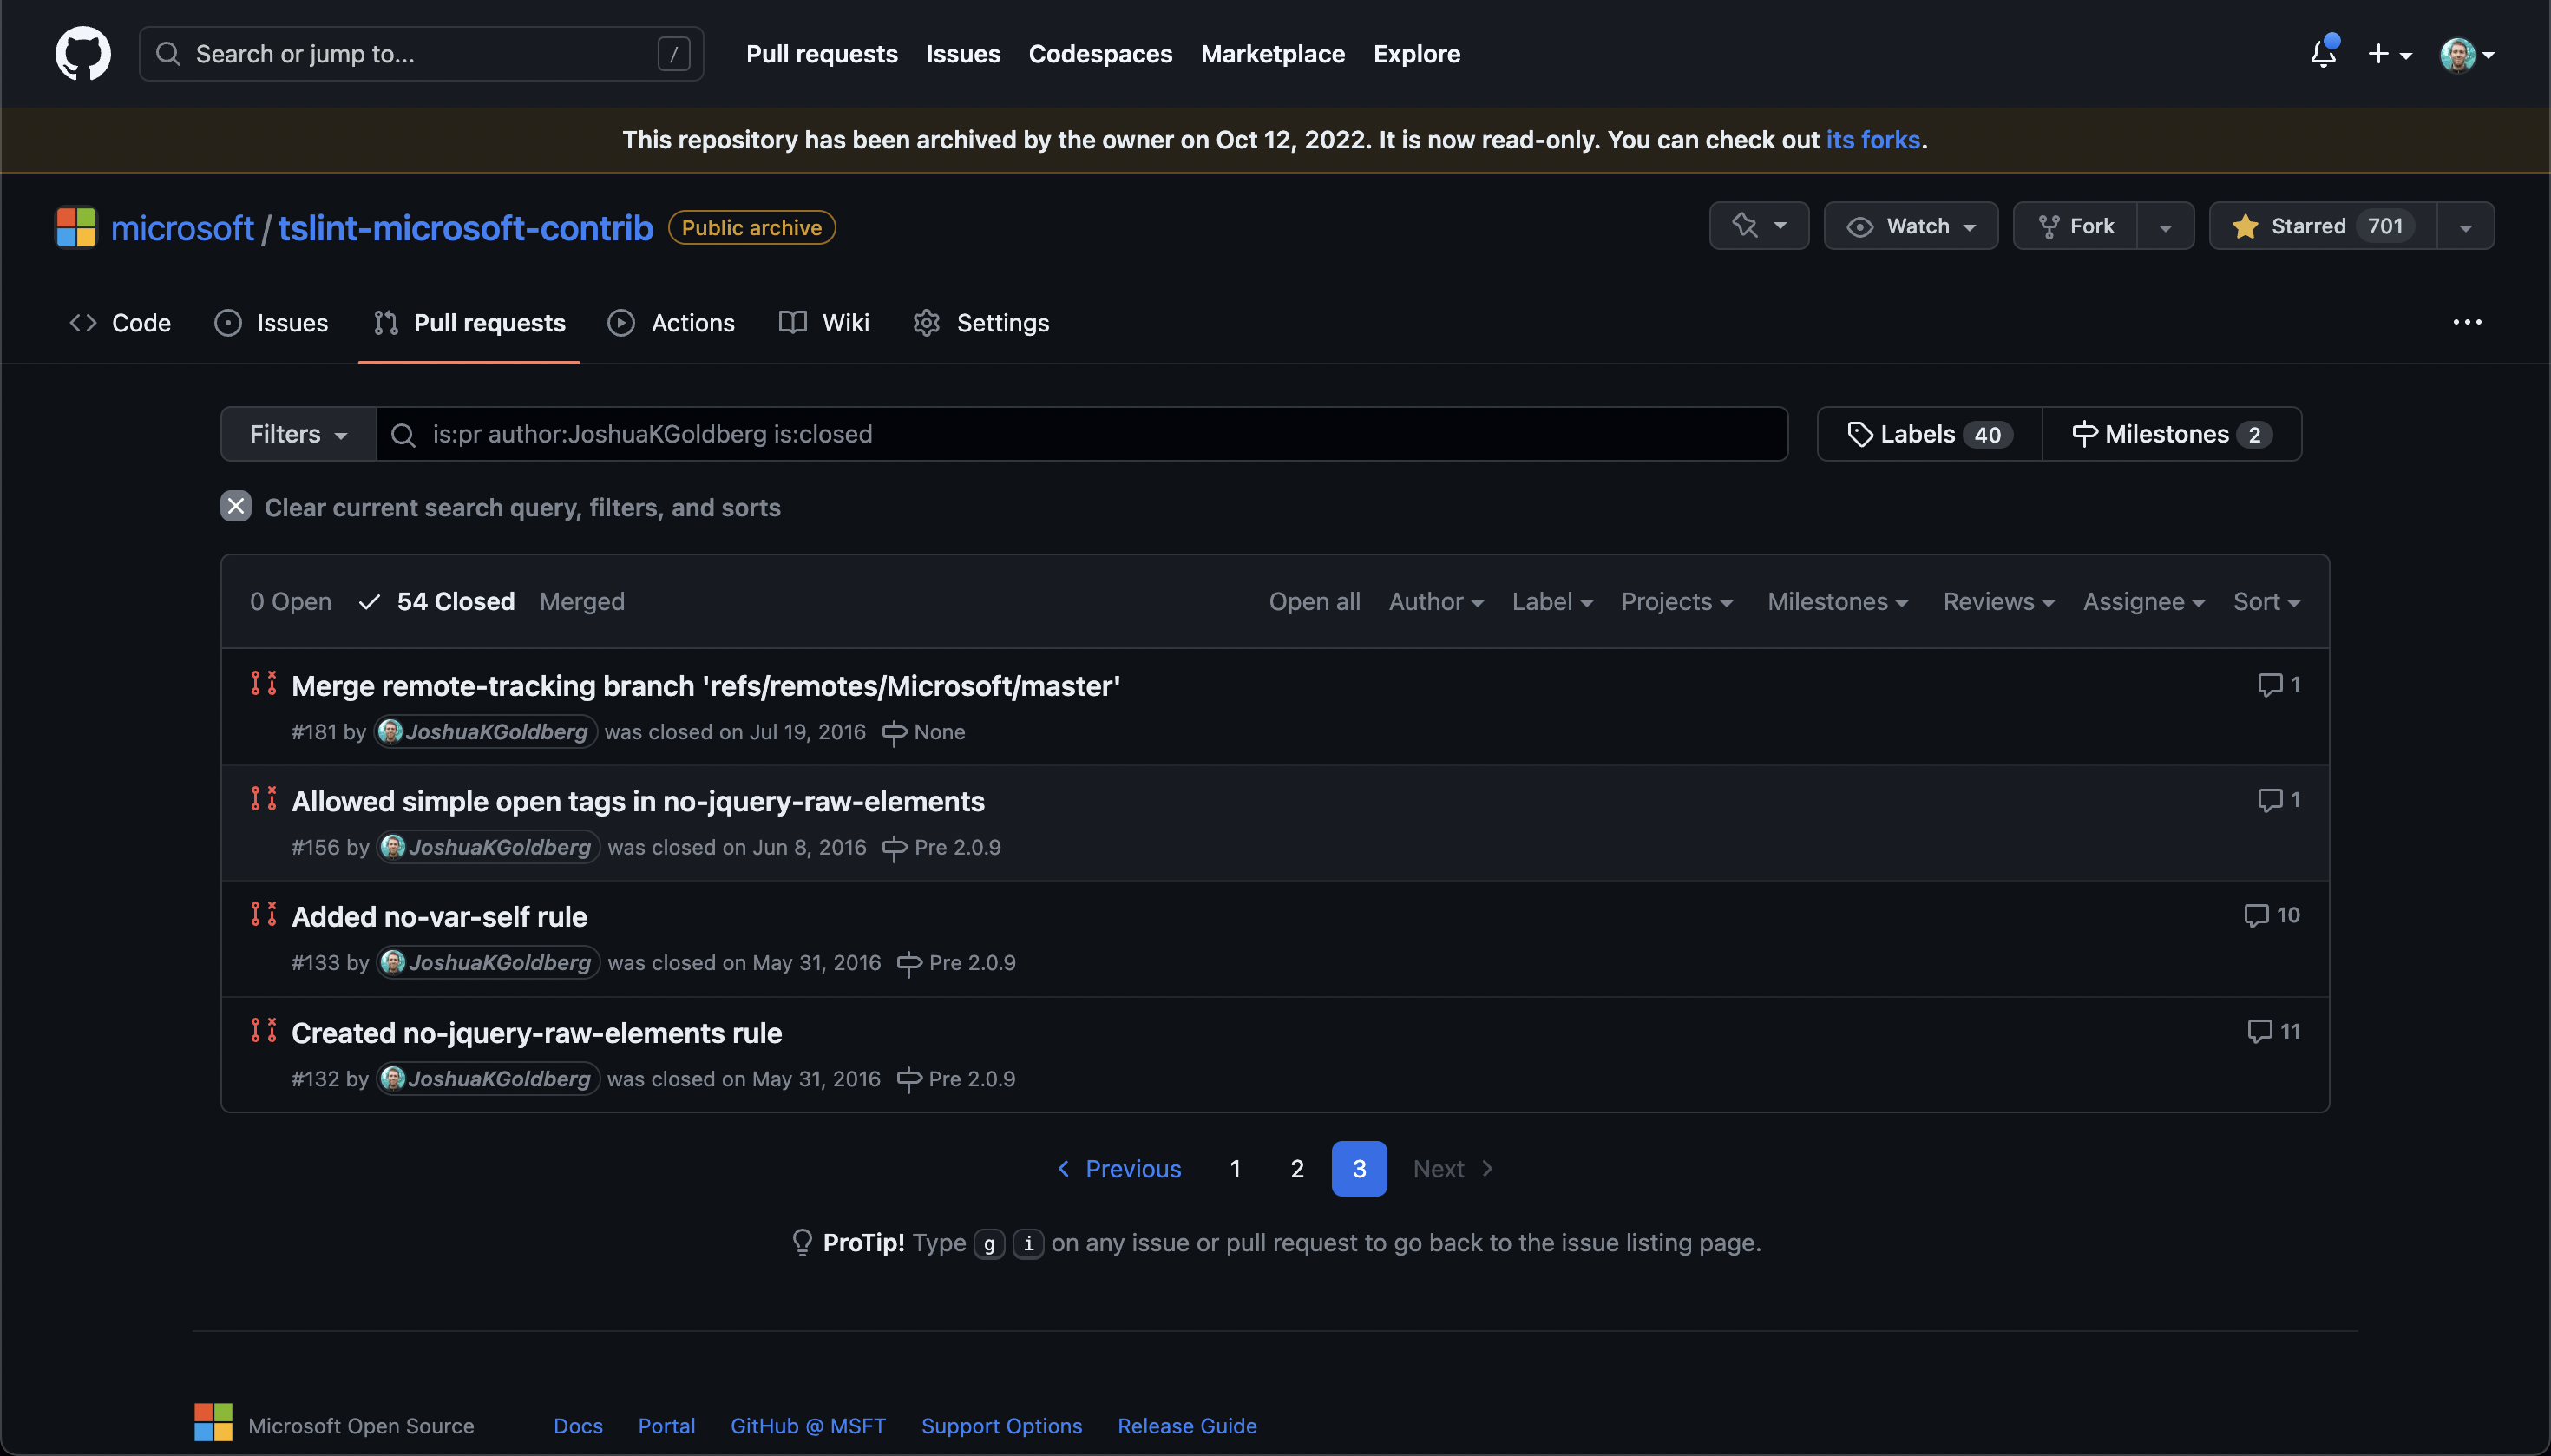 Search or jump to... /
Pull requests Issues Codespaces Marketplace Explore
This repository has been archived by the owner on Oct 12, 2022. It is now read-only. You can check out its forks.
microsoft / tslint-microsoft-contrib Public archive
Watch Fork Starred 701
Code Issues Pull requests Actions Wiki Settings
Filters is:pr author:JoshuaKGoldberg is:closed Labels 40 Milestones 2
Clear current search query, filters, and sorts
0 Open 54 Closed Merged Open all Author Label Projects Milestones Reviews Assignee Sort
Merge remote-tracking branch 'refs/remotes/Microsoft/master' 1
#181 by JoshuaKGoldberg was closed on Jul 19, 2016 None
Allowed simple open tags in no-jquery-raw-elements 1
#156 by JoshuaKGoldberg was closed on Jun 8, 2016 Pre 2.0.9
Added no-var-self rule 10
#133 by JoshuaKGoldberg was closed on May 31, 2016 Pre 2.0.9
Created no-jquery-raw-elements rule 11
#132 by JoshuaKGoldberg was closed on May 31, 2016 Pre 2.0.9
Previous 1 2 3 Next
ProTip! Type g i on any issue or pull request to go back to the issue listing page.
Microsoft Open Source Docs Portal GitHub @ MSFT Support Options Release Guide